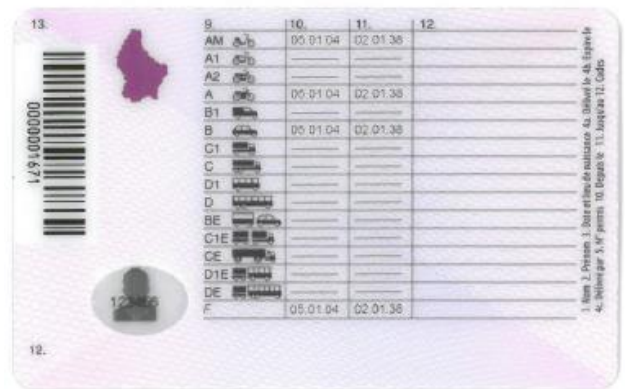 13.
9. 10. 11. 12.
AM 05.01.04 02.01.38
A1
A2
A 05.01.04 02.01.38
B1
B 05.01.04 02.01.38
C1
C
D1
D
BE
C1E
CE
D1E
DE
F 05.01.04 02.01.38
0000001671
123456
12.
1. Nom 2. Prénom 3. Date et lieu de naissance 4a. Délivré le 4b. Expire le
4c. Délivré par 5. N° permis 10. Depuis le 11. Jusqu'au 12. Codes